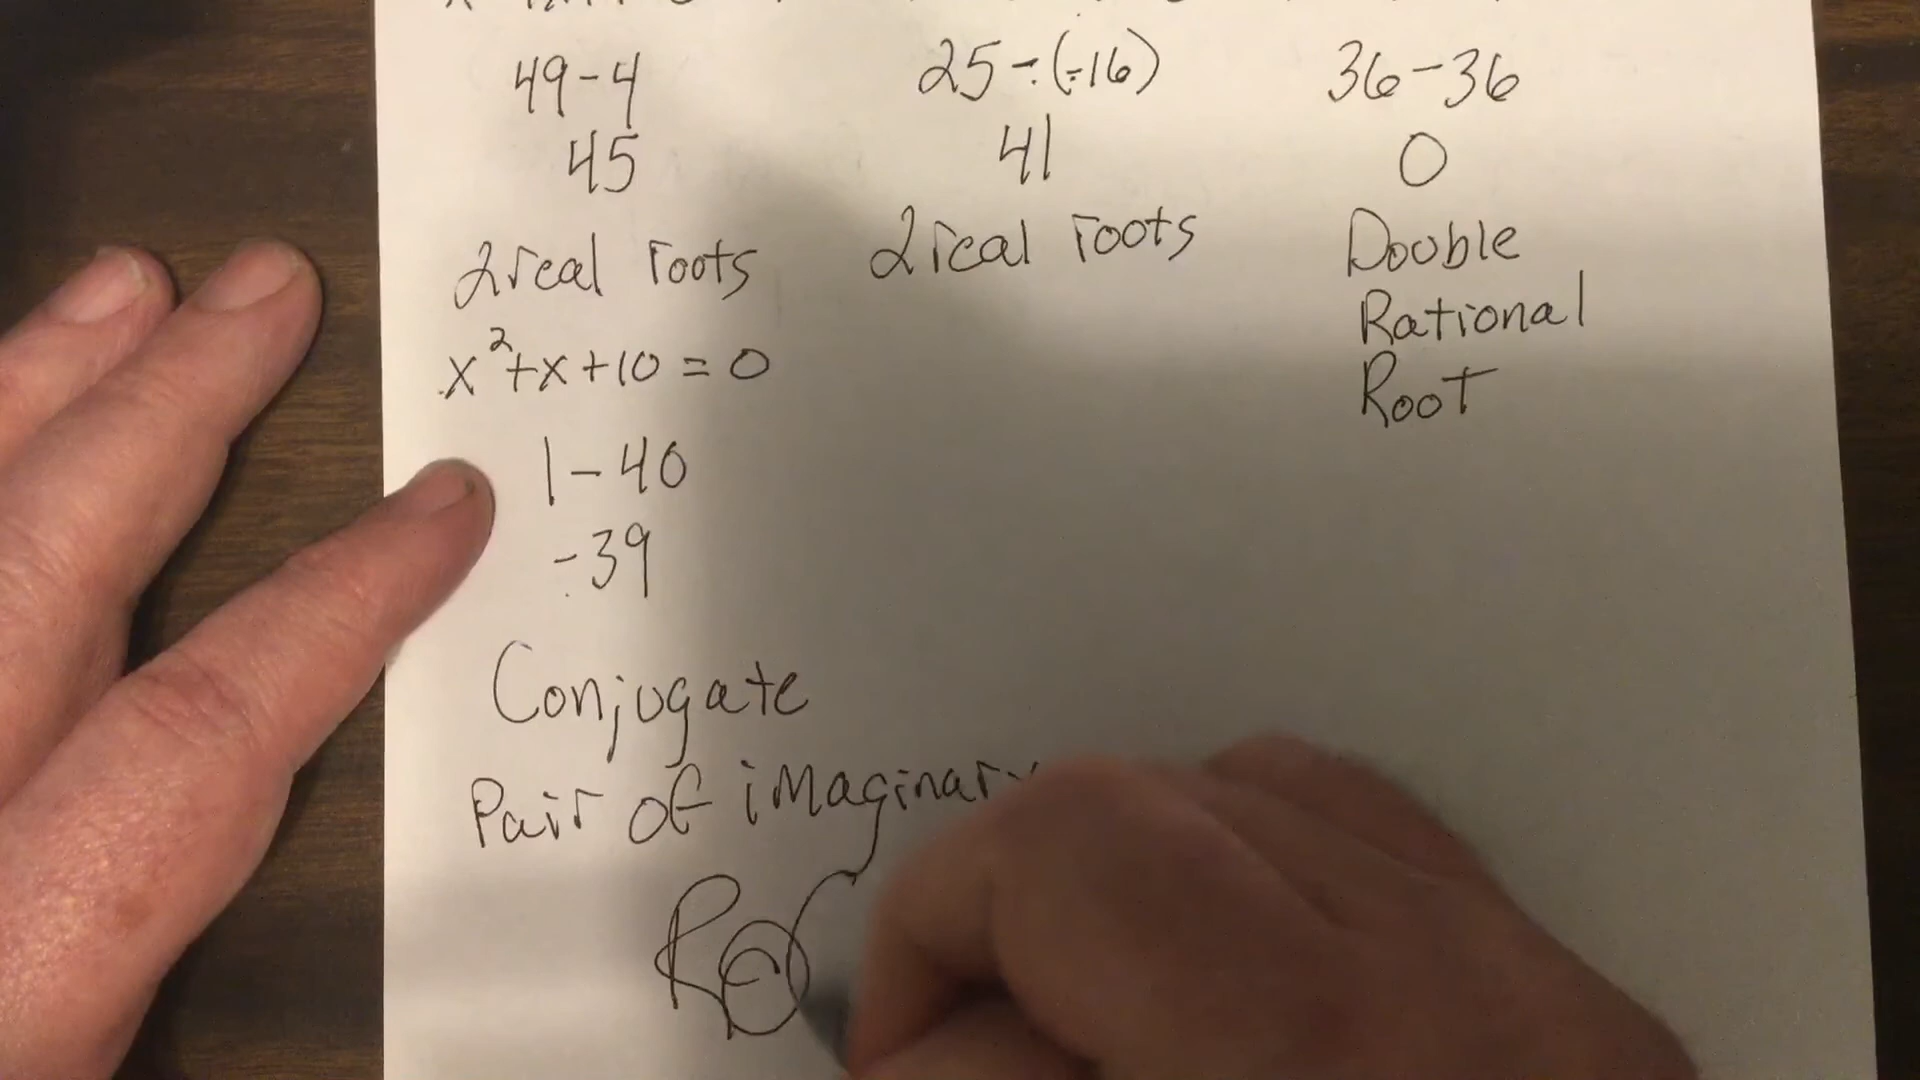 49-4
45
2 real roots
25-(-16)
41
2 real roots
36-36
0
Double
Rational
Root
x²+x+10=0
1-40
-39
Conjugate
Pair of imaginary